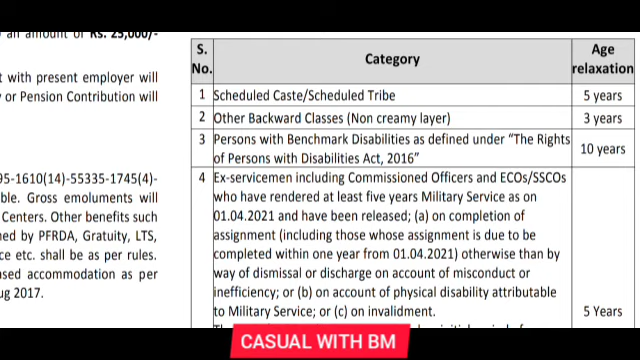 an amount of Rs. 25,000/-
t with present employer will
y or Pension Contribution will
95-1610(14)-55335-1745(4)-
ble. Gross emoluments will
Centers. Other benefits such
ned by PFRDA, Gratuity, LTS,
ce etc. shall be as per rules.
ased accommodation as per
ug 2017.
S. No. Category Age relaxation
1 Scheduled Caste/Scheduled Tribe 5 years
2 Other Backward Classes (Non creamy layer) 3 years
3 Persons with Benchmark Disabilities as defined under "The Rights
of Persons with Disabilities Act, 2016" 10 years
4 Ex-servicemen including Commissioned Officers and ECOs/SSCOs
who have rendered at least five years Military Service as on
01.04.2021 and have been released; (a) on completion of
assignment (including those whose assignment is due to be
completed within one year from 01.04.2021) otherwise than by
way of dismissal or discharge on account of misconduct or
inefficiency; or (b) on account of physical disability attributable
to Military Service; or (c) on invalidment. 5 Years
CASUAL WITH BM